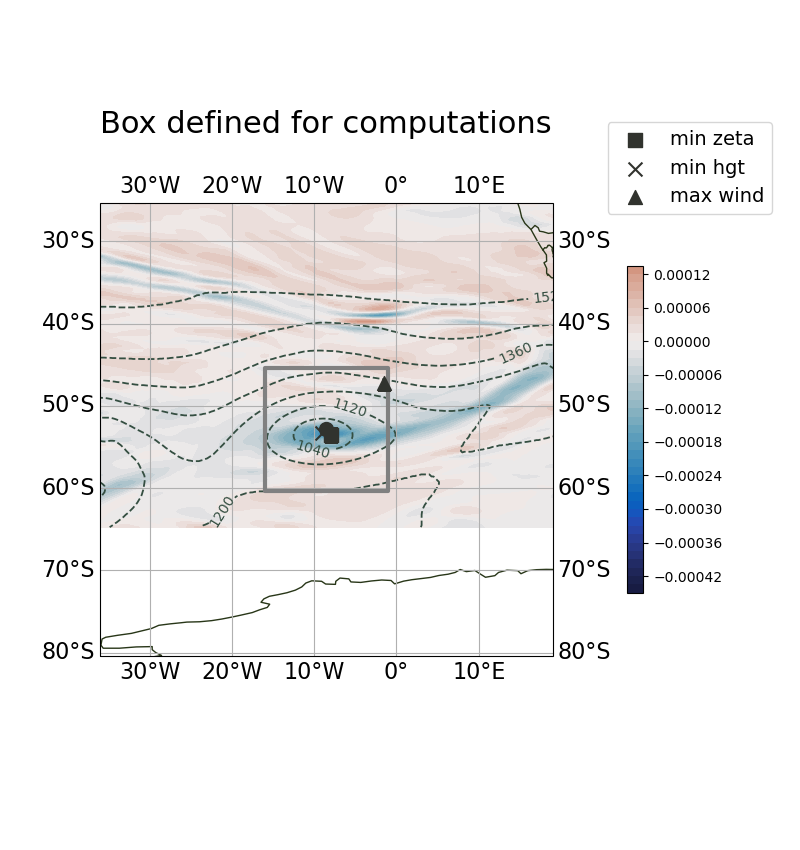 Box defined for computations
min zeta
min hgt
max wind
30°W 20°W 10°W 0° 10°E
30°S 30°S
40°S 40°S
50°S 50°S
60°S 60°S
70°S 70°S
80°S 80°S
30°W 20°W 10°W 0° 10°E
152
1360
1120
1040
1200
0.00012
0.00006
0.00000
−0.00006
−0.00012
−0.00018
−0.00024
−0.00030
−0.00036
−0.00042